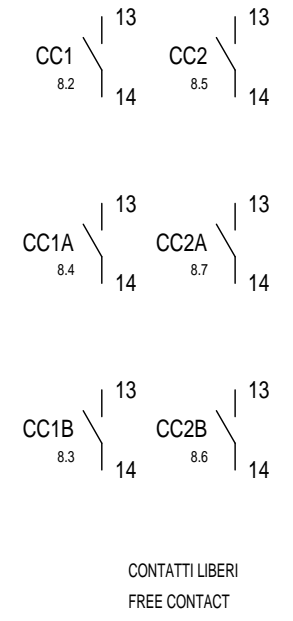 13 13
CC1 CC2
8.2 8.5
14 14
13 13
CC1A CC2A
8.4 8.7
14 14
13 13
CC1B CC2B
8.3 8.6
14 14
CONTATTI LIBERI
FREE CONTACT